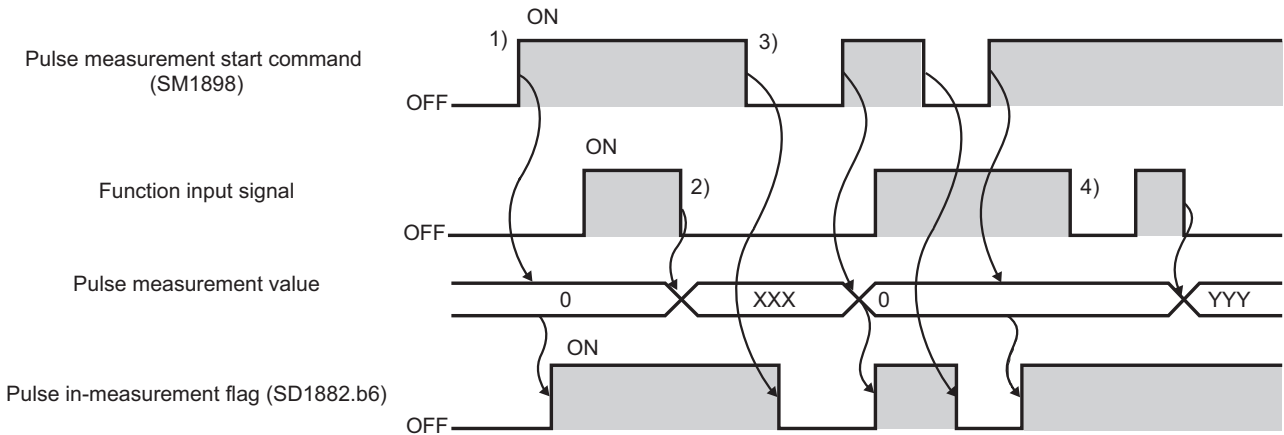 ON
1)
3)
Pulse measurement start command
(SM1898)
OFF
ON
Function input signal
2)
4)
OFF
Pulse measurement value
0
XXX
0
YYY
ON
Pulse in-measurement flag (SD1882.b6)
OFF